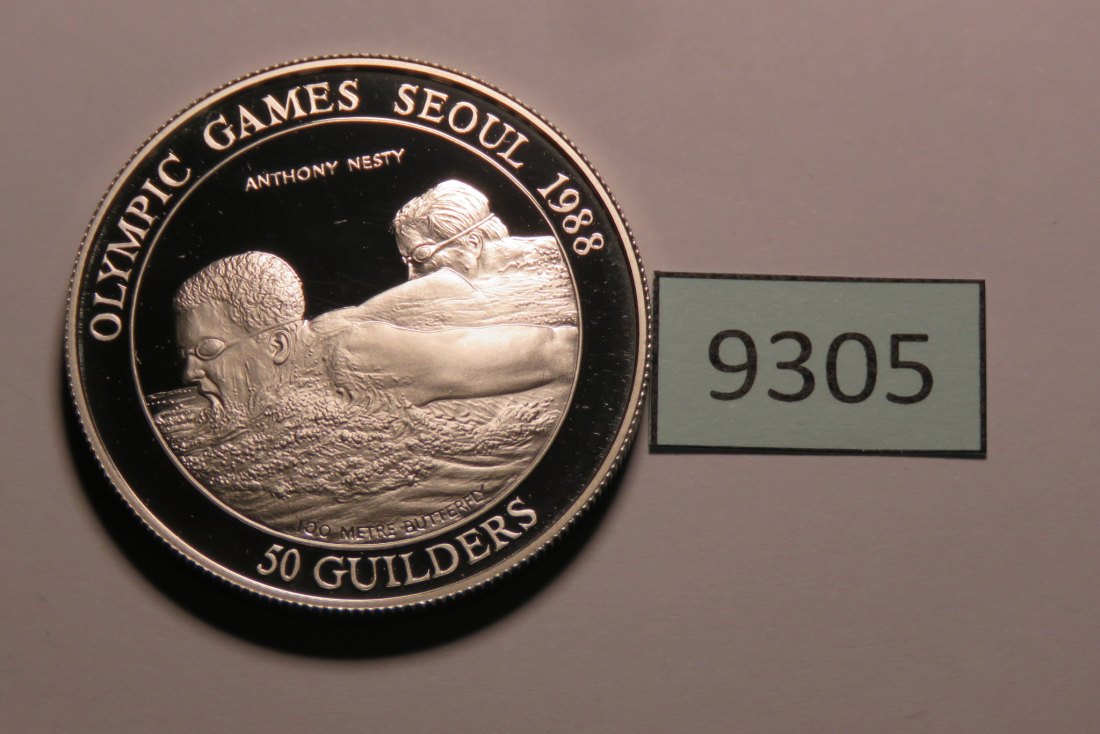 OLYMPIC GAMES SEOUL 1988
ANTHONY NESTY
100 METRE BUTTERFLY
50 GUILDERS
9305